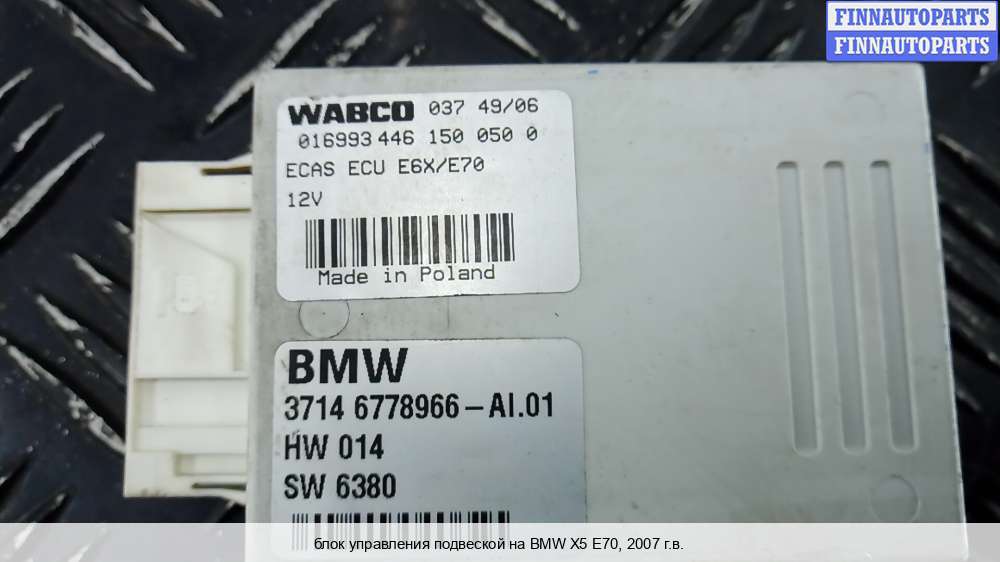 FINNAUTOPARTS
FINNAUTOPARTS
WABCO 037 49/06
016993 446 150 050 0
ECAS ECU E6X/E70
12V
Made in Poland
BMW
3714 6778966-AI.01
HW 014
SW 6380
блок управления подвеской на BMW X5 E70, 2007 г.в.